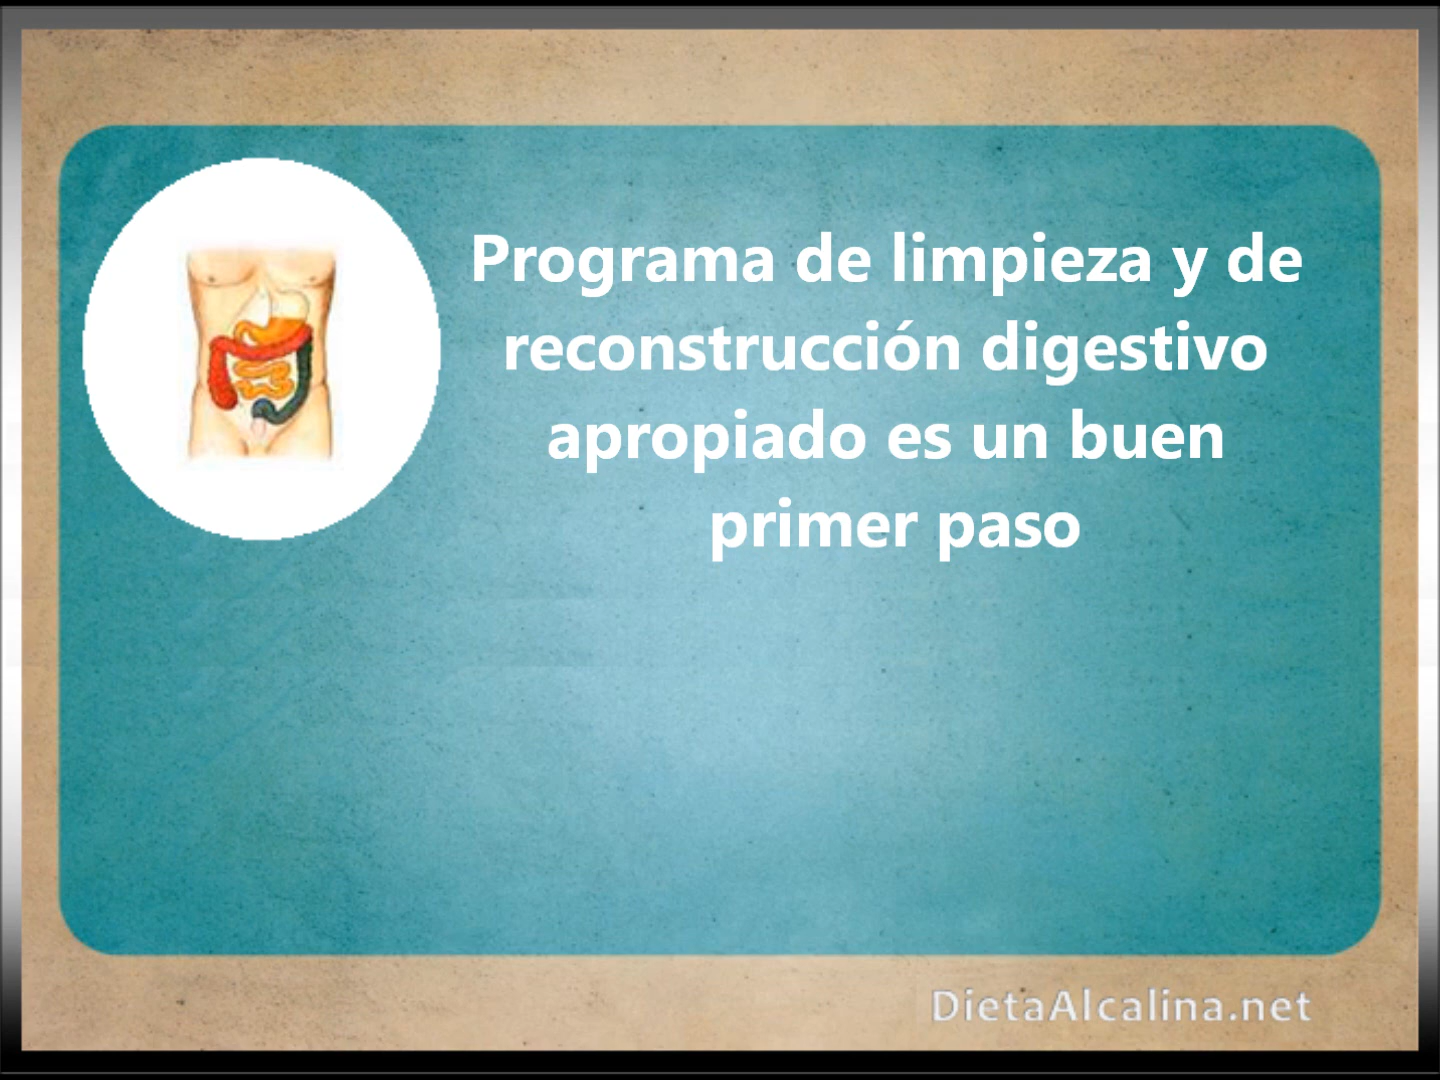 Programa de limpieza y de
reconstrucción digestivo
apropiado es un buen
primer paso
DietaAlcalina.net